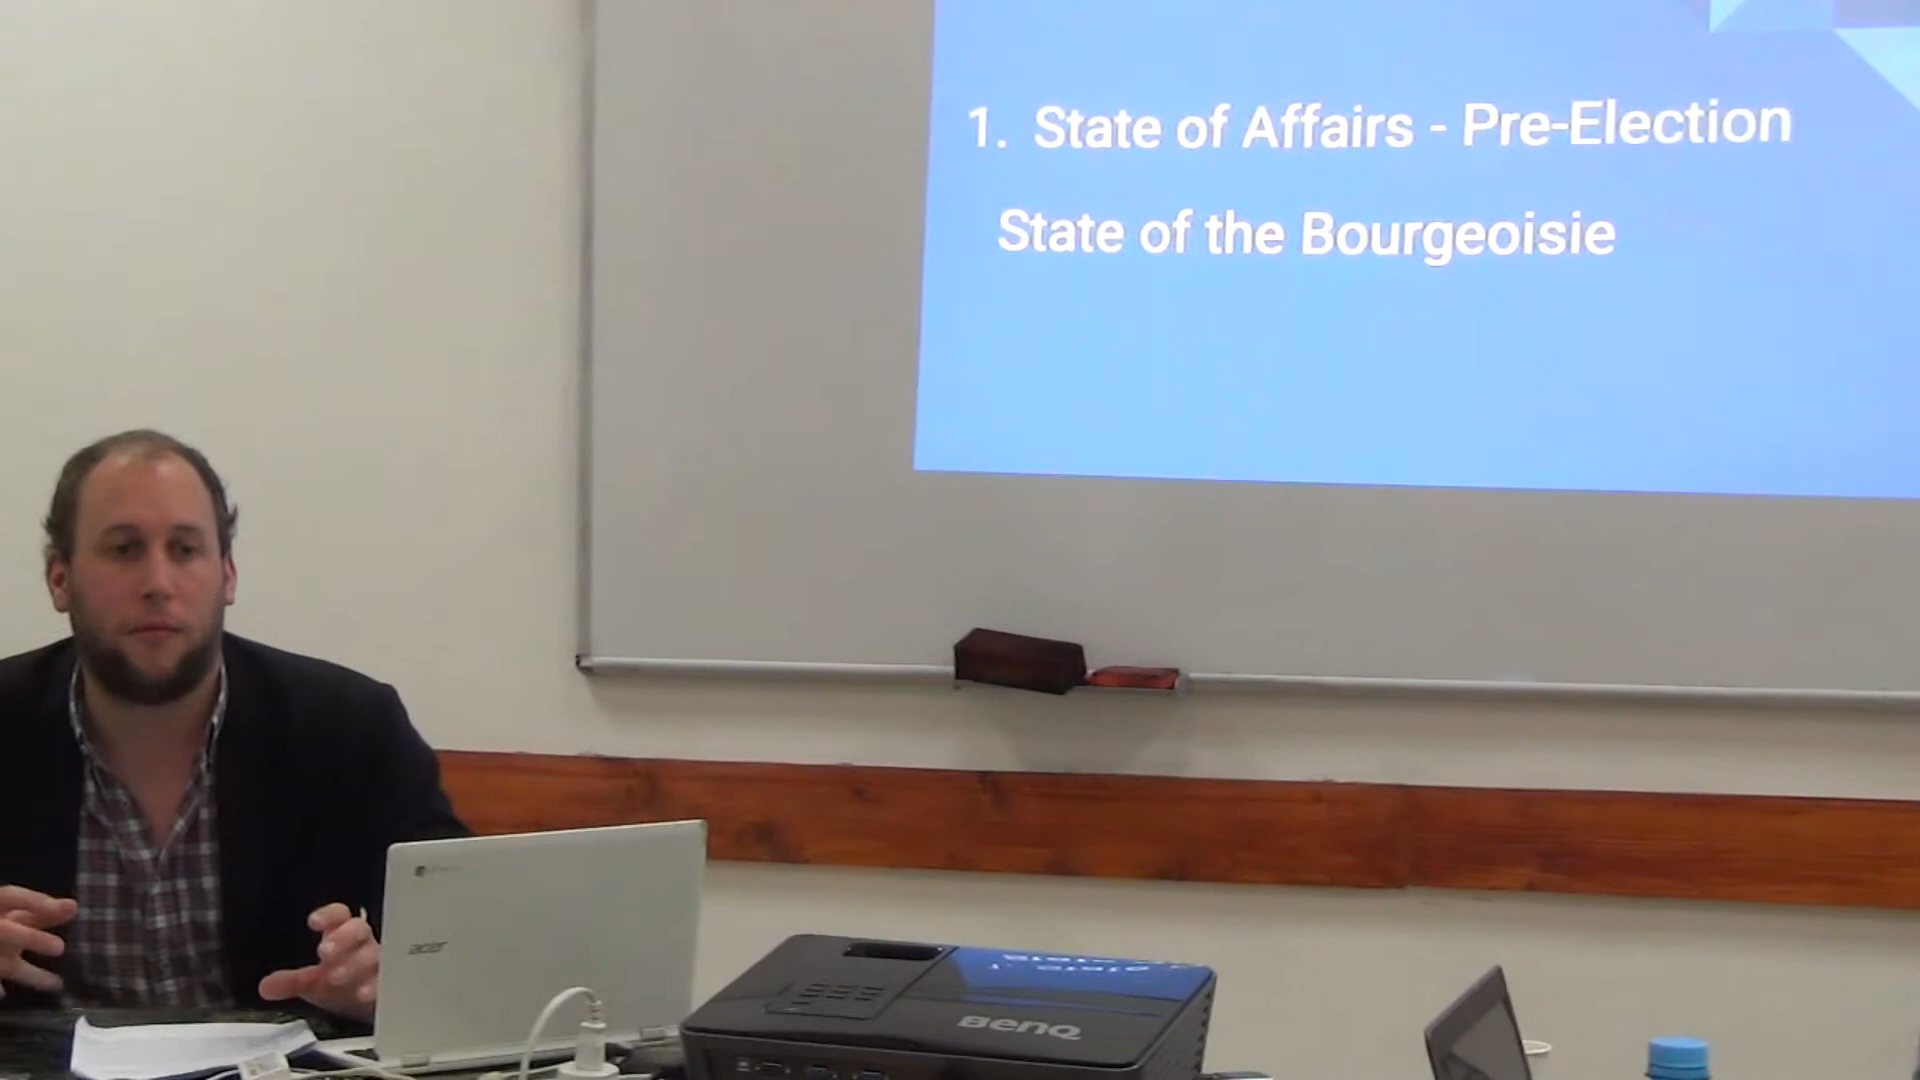 1. State of Affairs - Pre-Election
State of the Bourgeoisie
acer
BenQ